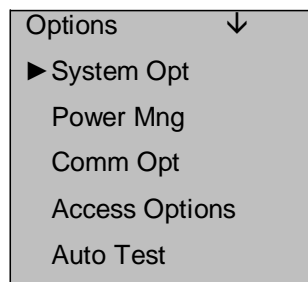 Options ↓
►System Opt
Power Mng
Comm Opt
Access Options
Auto Test